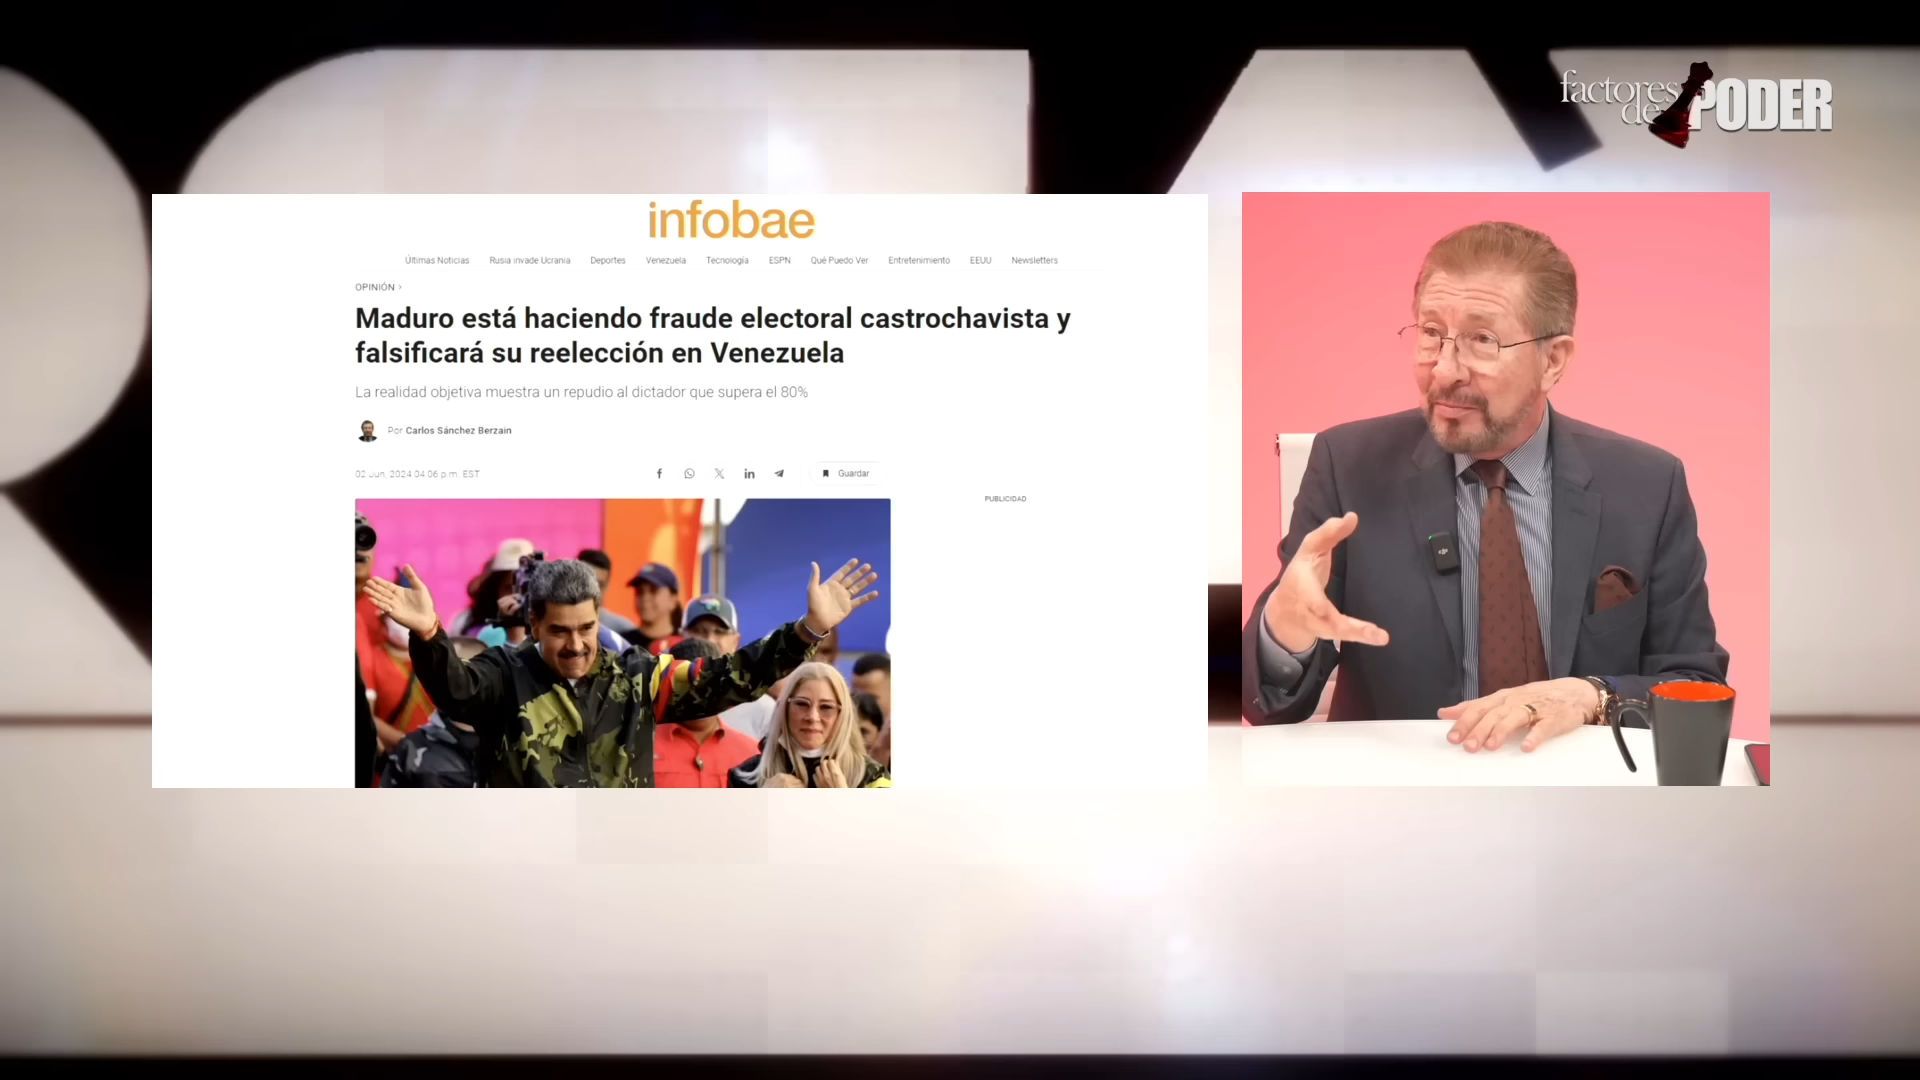 factores
de PODER
infobae
Últimas Noticias Rusia invade Ucrania Deportes Venezuela Tecnología ESPN Qué Puedo Ver Entretenimiento EEUU Newsletters
OPINIÓN >
Maduro está haciendo fraude electoral castrochavista y
falsificará su reelección en Venezuela
La realidad objetiva muestra un repudio al dictador que supera el 80%
Por Carlos Sánchez Berzain
02 Jun, 2024 04:06 p.m. EST
Guardar
PUBLICIDAD
dji